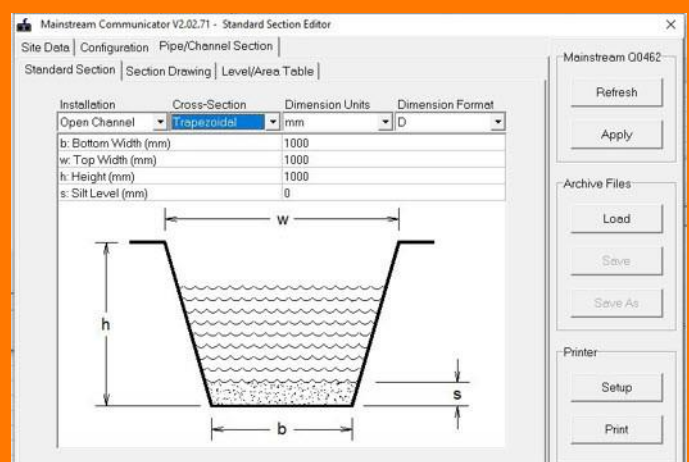 Mainstream Communicator V2.02.71 - Standard Section Editor
Site Data Configuration Pipe/Channel Section
Standard Section Section Drawing Level/Area Table
Installation Cross-Section Dimension Units Dimension Format
Open Channel Trapezoidal mm D
b: Bottom Width (mm) 1000
w: Top Width (mm) 1000
h: Height (mm) 1000
s: Silt Level (mm) 0
w
h
s
b
Mainstream Q0462
Refresh
Apply
Archive Files
Load
Save
Save As
Printer
Setup
Print